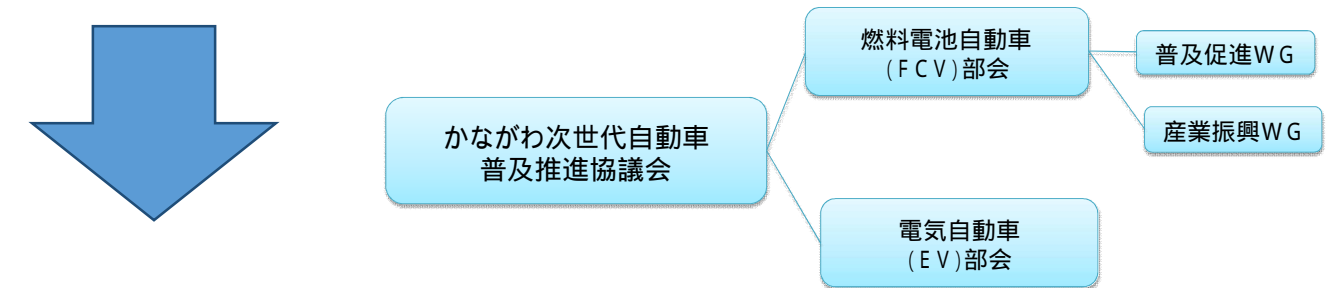 燃料電池自動車
(ＦＣＶ)部会
普及促進ＷＧ
産業振興ＷＧ
かながわ次世代自動車
普及推進協議会
電気自動車
(ＥＶ)部会